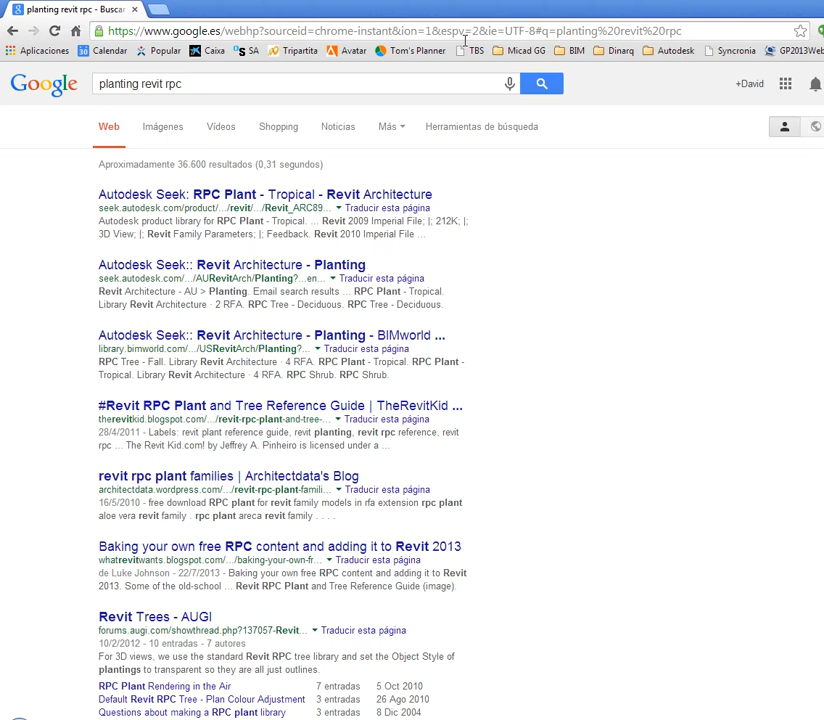 planting revit rpc - Buscar
https://www.google.es/webhp?sourceid=chrome-instant&ion=1&espv=2&ie=UTF-8#q=planting%20revit%20rpc
Aplicaciones Calendar Popular Caixa SA Tripartita Avatar Tom's Planner TBS Micad GG BIM Dinarq Autodesk Syncronia GP2013Web
Google planting revit rpc +David
Web Imágenes Vídeos Shopping Noticias Más Herramientas de búsqueda
Aproximadamente 36.600 resultados (0,31 segundos)
Autodesk Seek: RPC Plant - Tropical - Revit Architecture
seek.autodesk.com/product/.../revit/.../Revit_ARC89... Traducir esta página
Autodesk product library for RPC Plant - Tropical. ... Revit 2009 Imperial File; |; 212K; |;
3D View; |; Revit Family Parameters; |; Feedback. Revit 2010 Imperial File ...
Autodesk Seek:: Revit Architecture - Planting
seek.autodesk.com/.../AURevitArch/Planting?...en... Traducir esta página
Revit Architecture - AU > Planting. Email search results ... RPC Plant - Tropical.
Library Revit Architecture · 2 RFA. RPC Tree - Deciduous. RPC Tree - Deciduous.
Autodesk Seek:: Revit Architecture - Planting - BIMworld ...
library.bimworld.com/.../USRevitArch/Planting?... Traducir esta página
RPC Tree - Fall. Library Revit Architecture · 4 RFA. RPC Plant - Tropical. RPC Plant -
Tropical. Library Revit Architecture · 4 RFA. RPC Shrub. RPC Shrub.
#Revit RPC Plant and Tree Reference Guide | TheRevitKid ...
therevitkid.blogspot.com/.../revit-rpc-plant-and-tree-... Traducir esta página
28/4/2011 - Labels: revit plant reference guide, revit planting, revit rpc reference, revit
rpc ... The Revit Kid.com! by Jeffrey A. Pinheiro is licensed under a ...
revit rpc plant families | Architectdata's Blog
architectdata.wordpress.com/.../revit-rpc-plant-famili... Traducir esta página
16/5/2010 - free download RPC plant for revit family models in rfa extension rpc plant
aloe vera revit family . rpc plant areca revit family . . . .
Baking your own free RPC content and adding it to Revit 2013
whatrevitwants.blogspot.com/.../baking-your-own-fr... Traducir esta página
de Luke Johnson - 22/7/2013 - Baking your own free RPC content and adding it to Revit
2013. Some of the old-school ... Revit RPC Plant and Tree Reference Guide (image).
Revit Trees - AUGI
forums.augi.com/showthread.php?137057-Revit... Traducir esta página
10/2/2012 - 10 entradas - 7 autores
For 3D views, we use the standard Revit RPC tree library and set the Object Style of
plantings to transparent so they are all just outlines.
RPC Plant Rendering in the Air 7 entradas 5 Oct 2010
Default Revit RPC Tree - Plan Colour Adjustment 3 entradas 26 Ago 2010
Questions about making a RPC plant library 3 entradas 8 Dic 2004